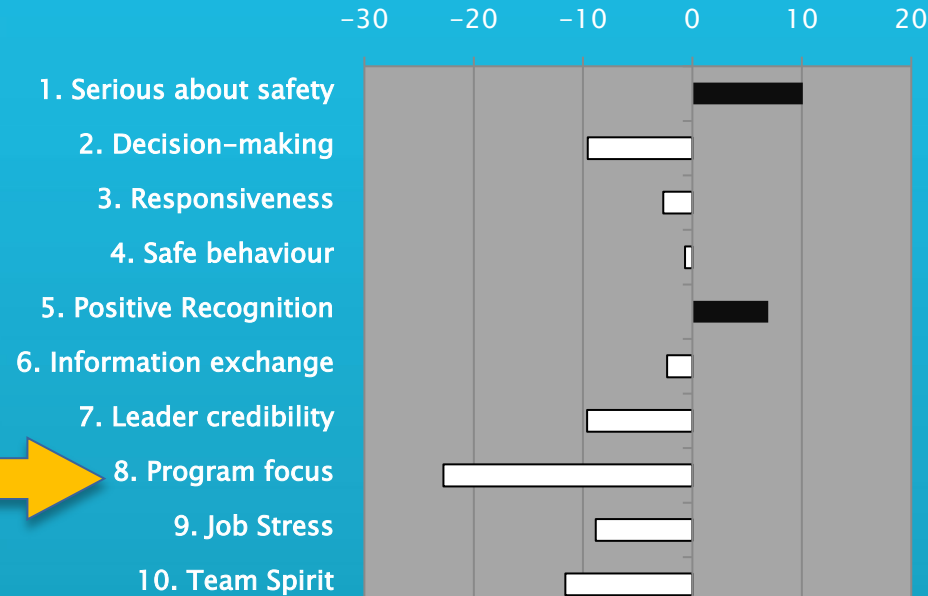 -30 -20 -10 0 10 20
1. Serious about safety
2. Decision-making
3. Responsiveness
4. Safe behaviour
5. Positive Recognition
6. Information exchange
7. Leader credibility
8. Program focus
9. Job Stress
10. Team Spirit